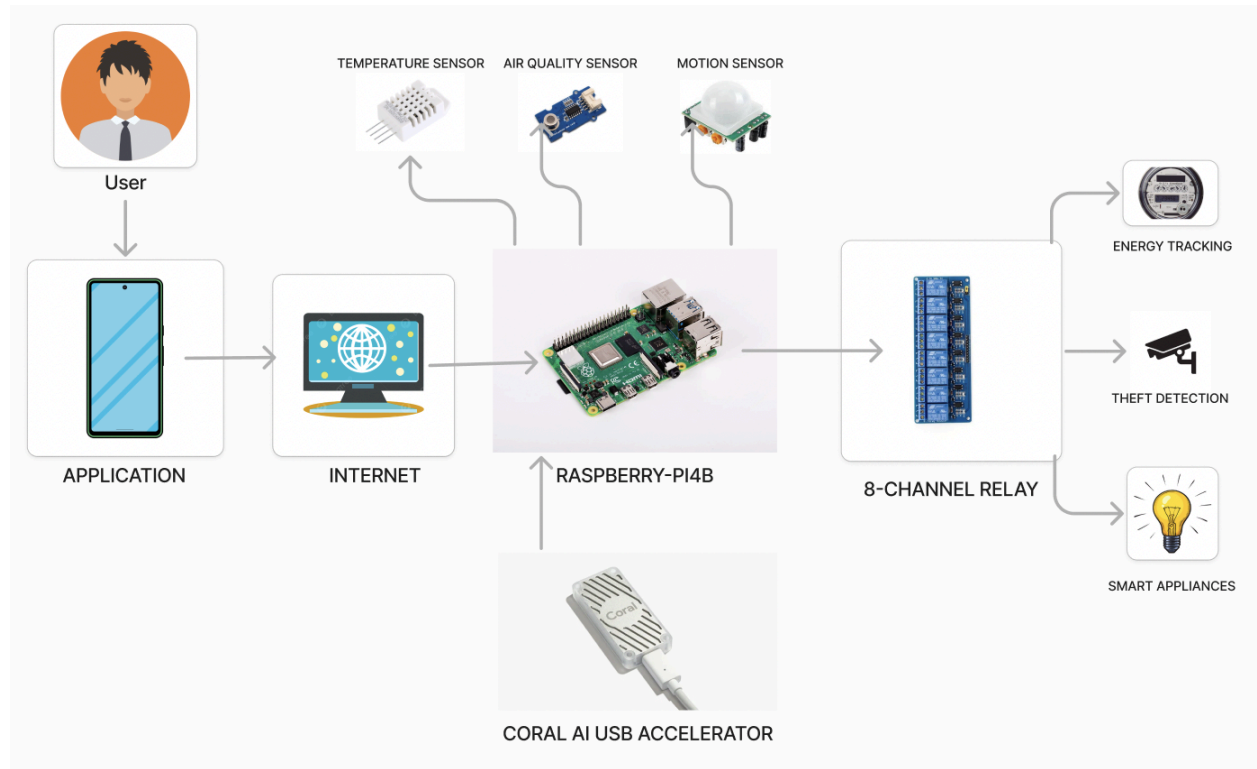 TEMPERATURE SENSOR
AIR QUALITY SENSOR
MOTION SENSOR
User
ENERGY TRACKING
THEFT DETECTION
APPLICATION
INTERNET
RASPBERRY-PI4B
8-CHANNEL RELAY
SMART APPLIANCES
Coral
CORAL AI USB ACCELERATOR